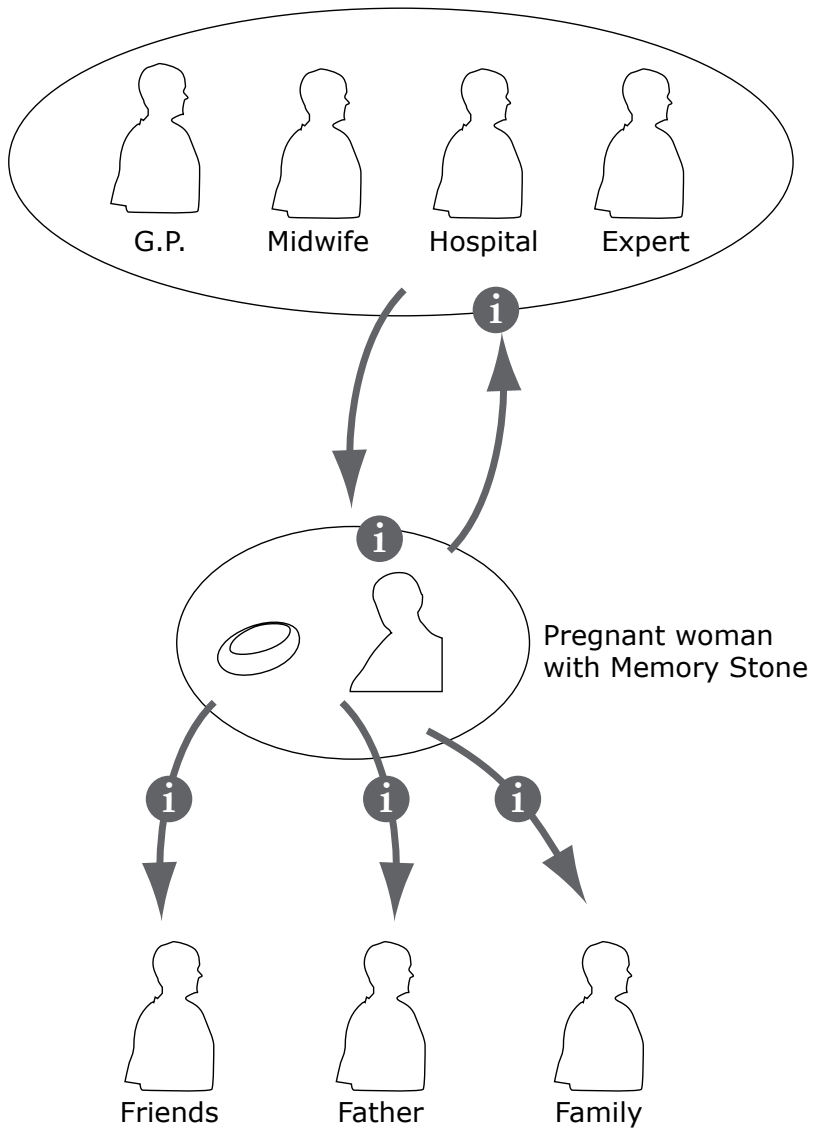 G.P.
Midwife
Hospital
Expert
i
i
Pregnant woman
with Memory Stone
i
i
i
Friends
Father
Family